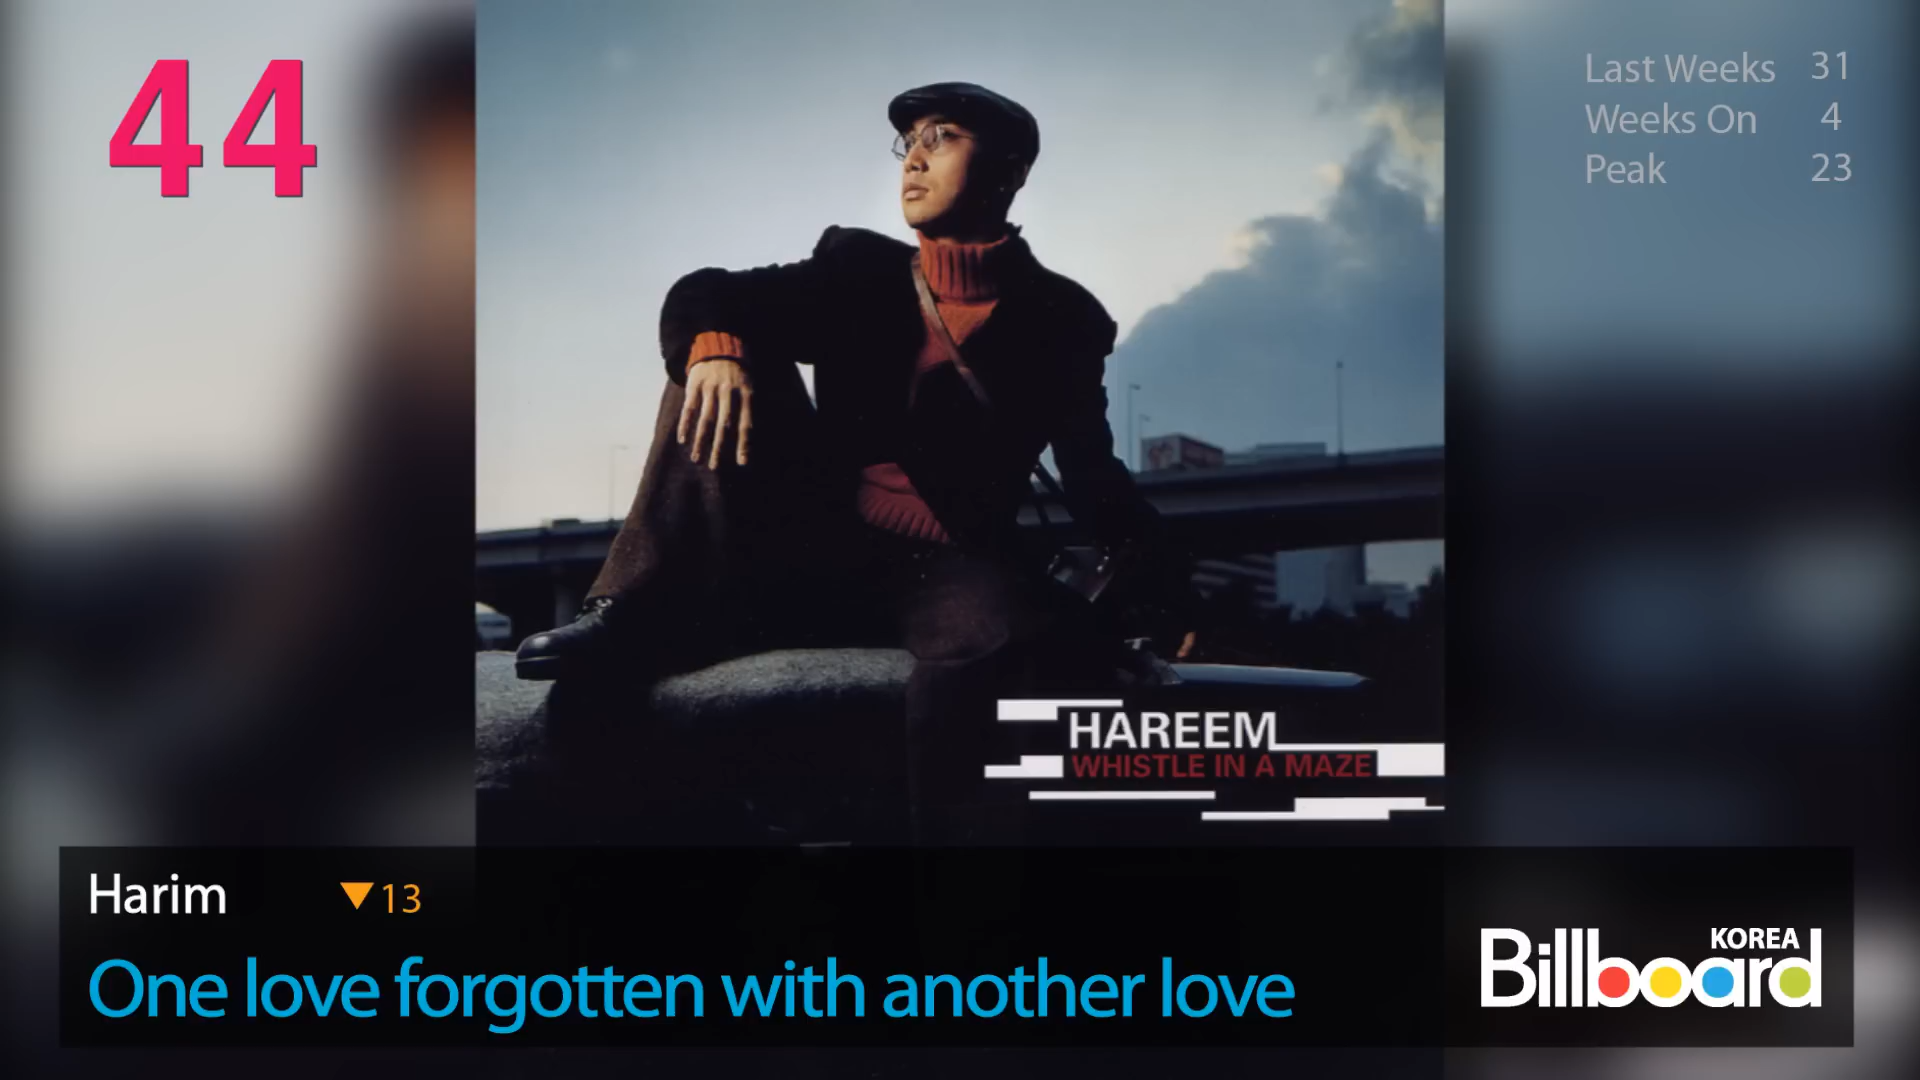 44
Last Weeks 31
Weeks On 4
Peak 23
HAREEM
WHISTLE IN A MAZE
Harim ▼13
One love forgotten with another love
KOREA
Billboard